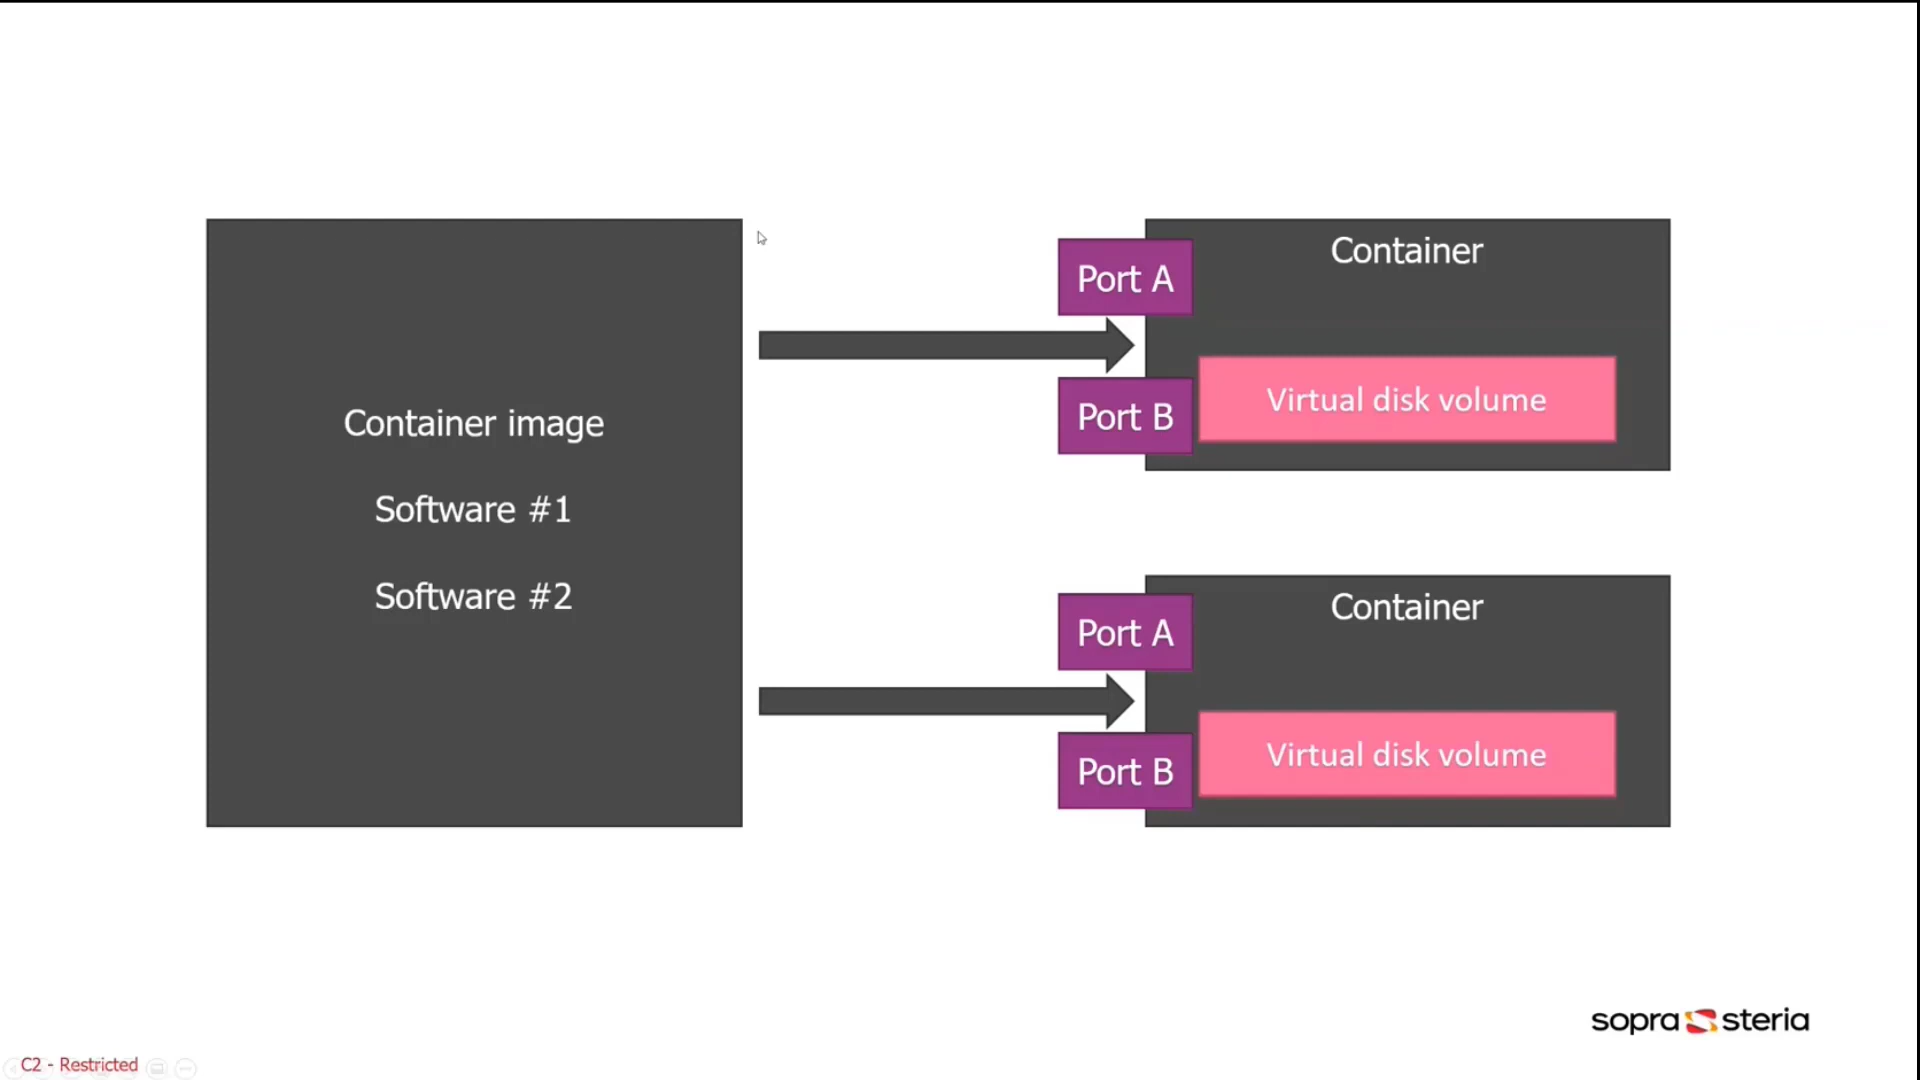 Container image
Software #1
Software #2
Port A
Container
Port B
Virtual disk volume
Port A
Container
Port B
Virtual disk volume
sopra steria
C2 - Restricted